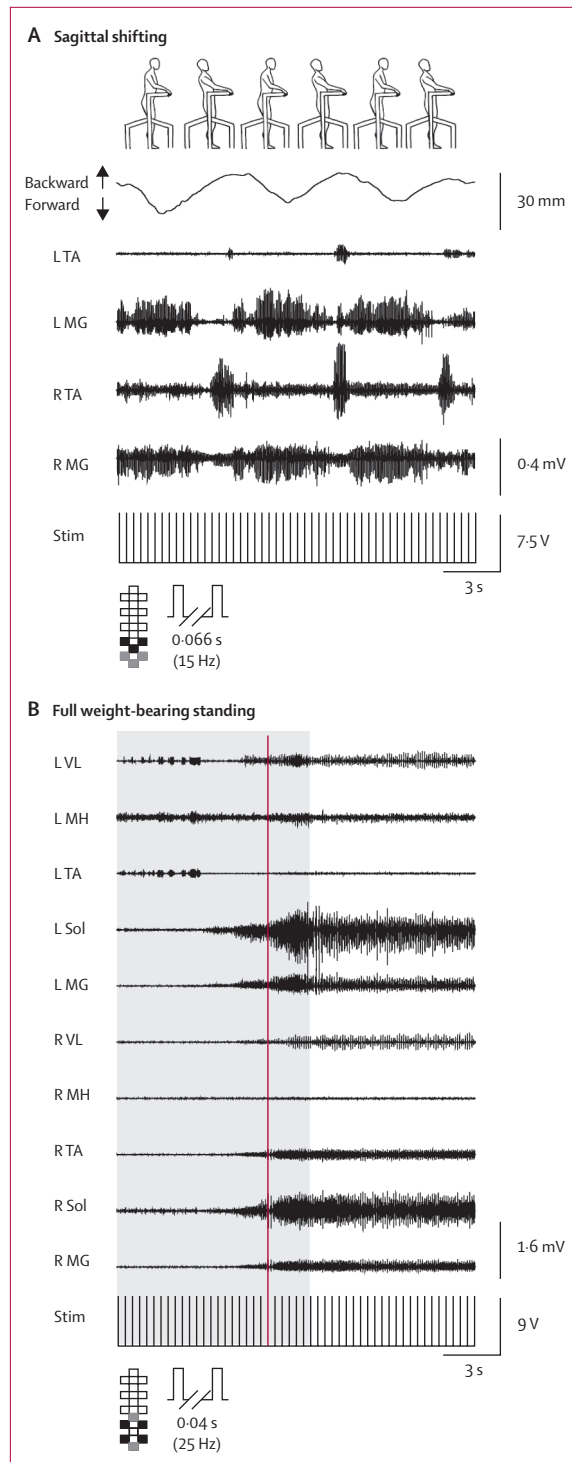 A Sagittal shifting
Backward
Forward
30 mm
L TA
L MG
R TA
R MG
0·4 mV
Stim
7·5 V
3 s
0·066 s
(15 Hz)
B Full weight-bearing standing
L VL
L MH
L TA
L Sol
L MG
R VL
R MH
R TA
R Sol
1·6 mV
R MG
Stim
9 V
3 s
0·04 s
(25 Hz)